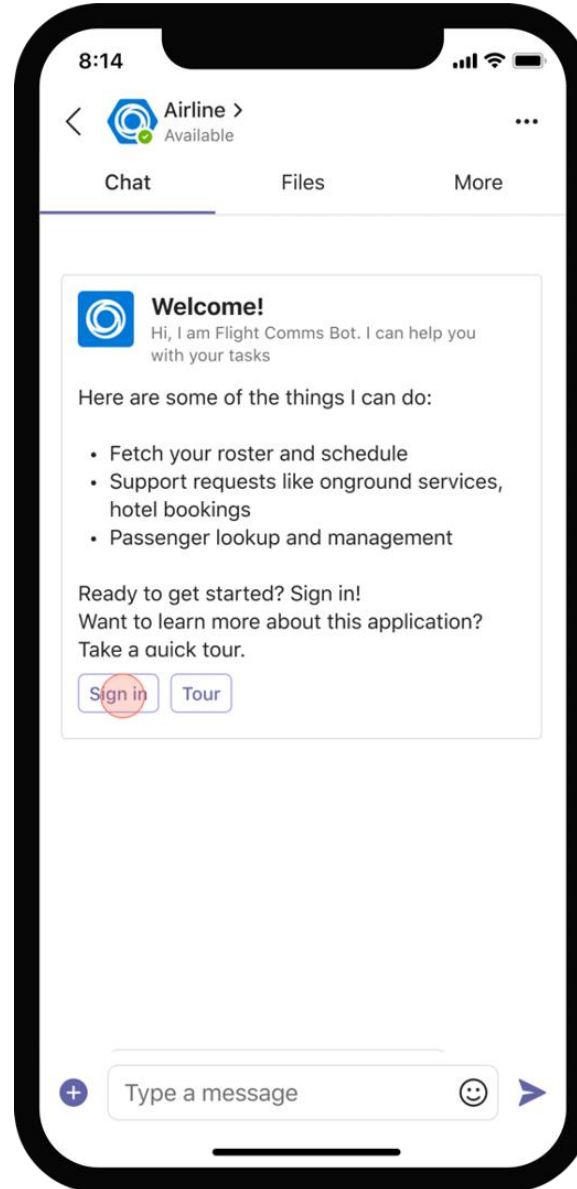 8:14
Airline >
Available
Chat Files More
Welcome!
Hi, I am Flight Comms Bot. I can help you
with your tasks
Here are some of the things I can do:
• Fetch your roster and schedule
• Support requests like onground services,
hotel bookings
• Passenger lookup and management
Ready to get started? Sign in!
Want to learn more about this application?
Take a quick tour.
Sign in Tour
Type a message